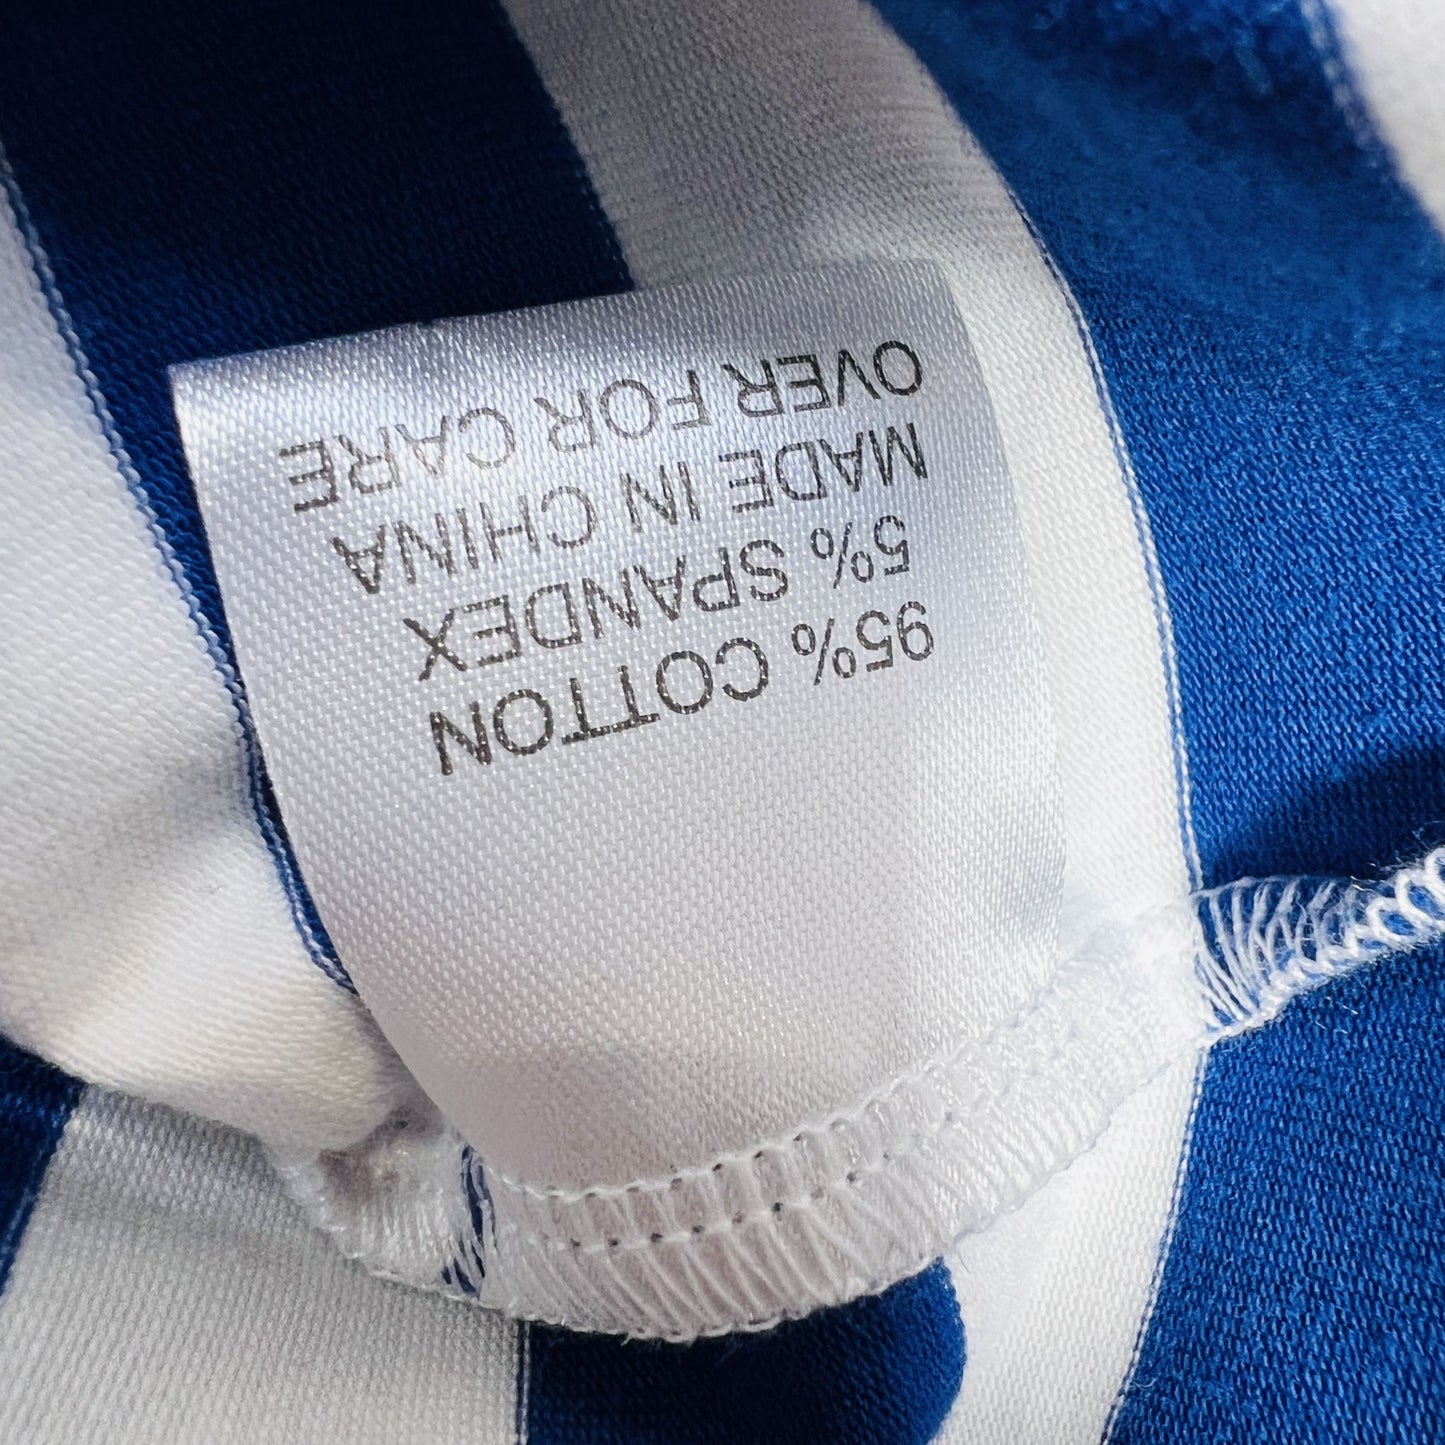 95% COTTON
5% SPANDEX
MADE IN CHINA
OVER FOR CARE